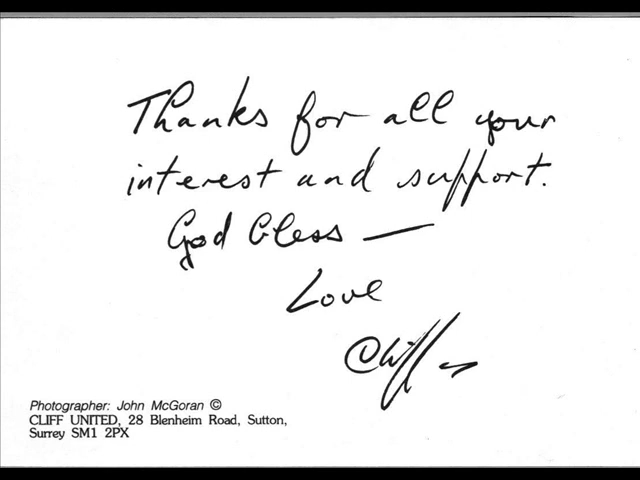 Thanks for all your
interest and support.
God bless —
Love
Cliff
Photographer: John McGoran ©
CLIFF UNITED, 28 Blenheim Road, Sutton,
Surrey SM1 2PX